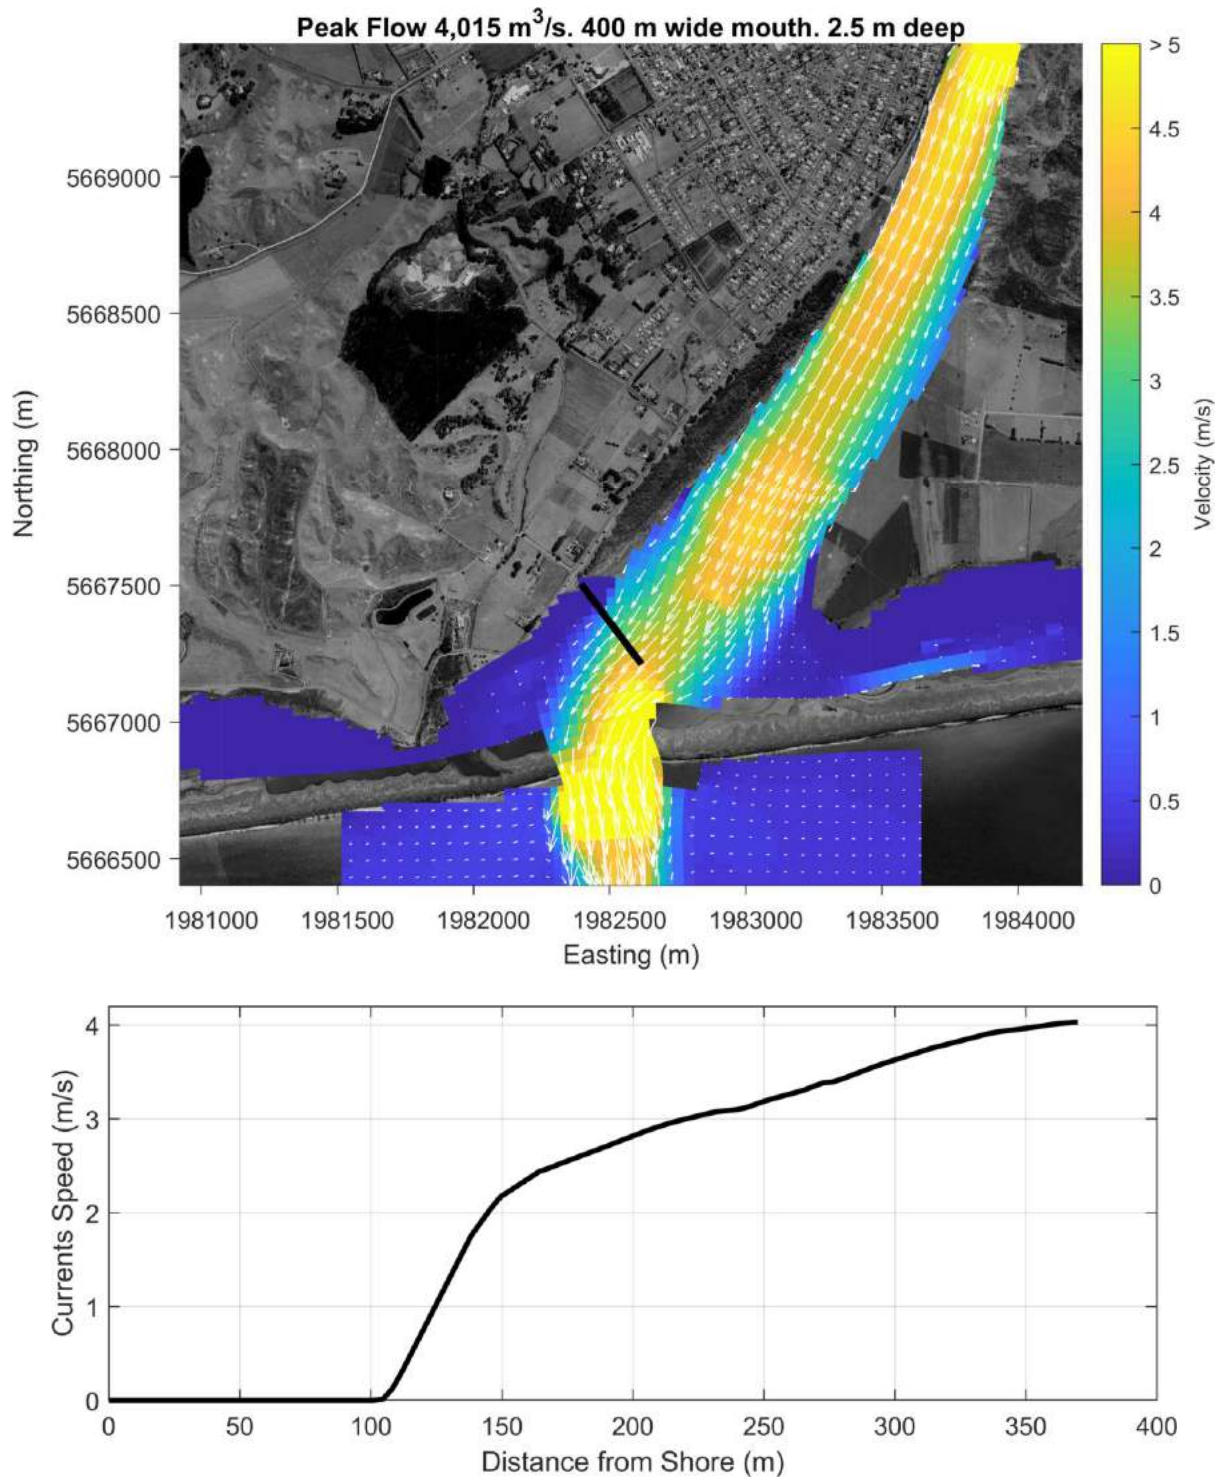 Peak Flow 4,015 m³/s. 400 m wide mouth. 2.5 m deep
> 5
4.5
4
3.5
3
2.5
2
1.5
1
0.5
0
Velocity (m/s)
Northing (m)
5669000
5668500
5668000
5667500
5667000
5666500
1981000 1981500 1982000 1982500 1983000 1983500 1984000
Easting (m)
Currents Speed (m/s)
4
3
2
1
0
0 50 100 150 200 250 300 350 400
Distance from Shore (m)